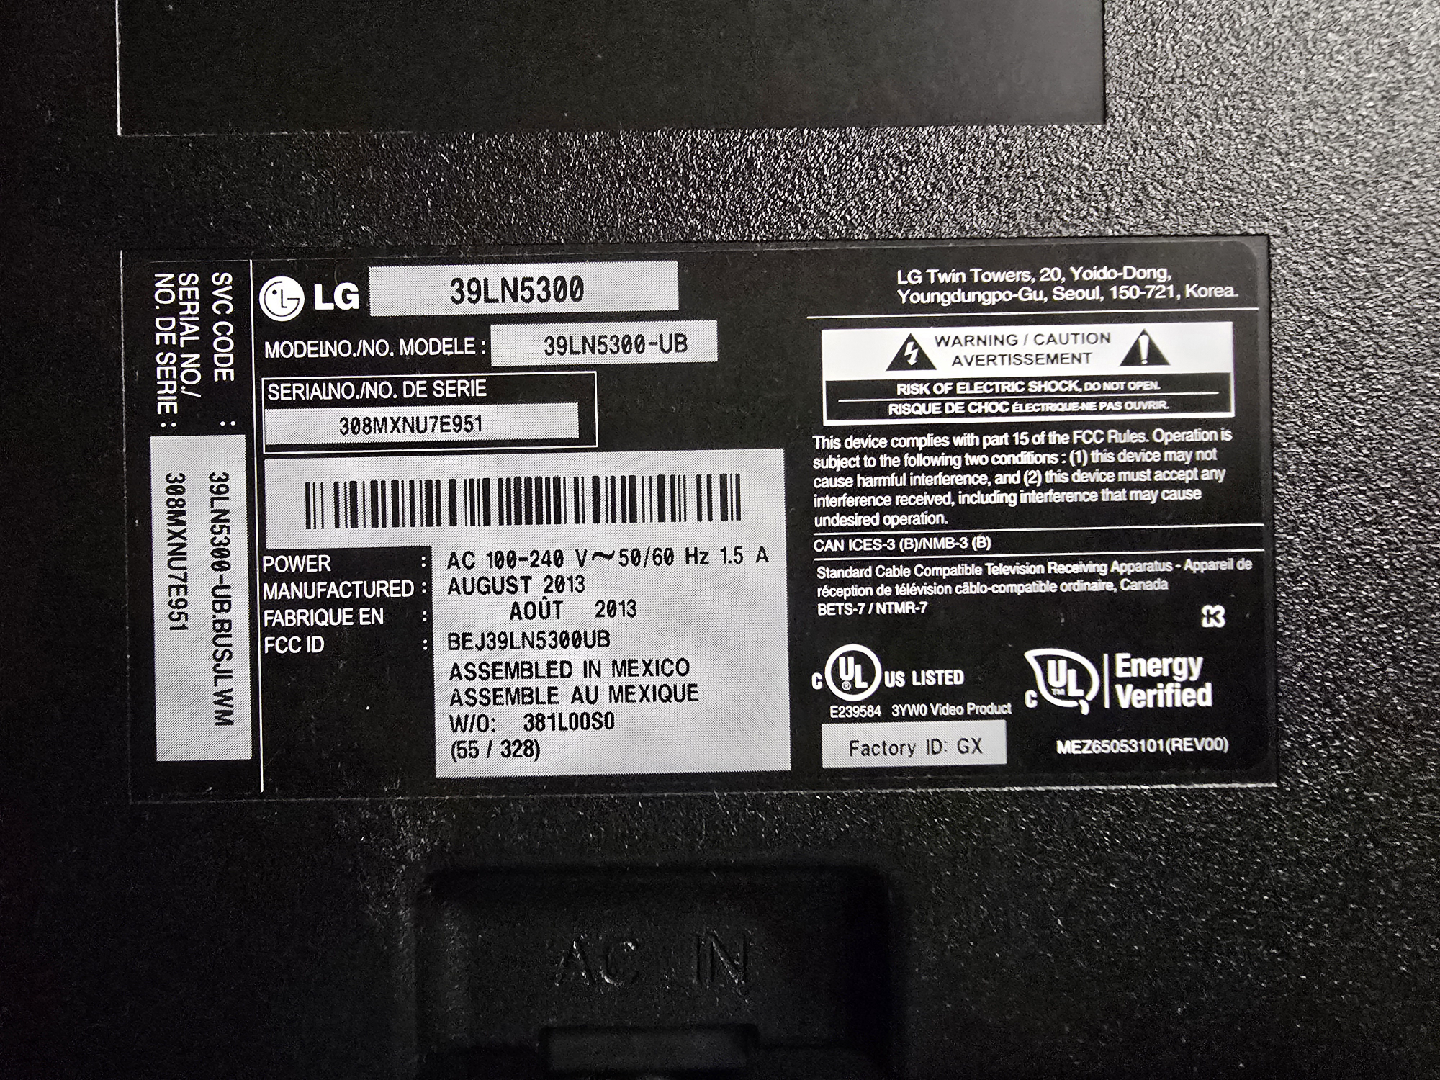 SVC CODE : 39LN5300-UB.BUSJLWM
SERIAL NO./
NO. DE SERIE : 308MXNU7E951
LG 39LN5300
MODELNO./NO. MODELE : 39LN5300-UB
SERIALNO./NO. DE SERIE
308MXNU7E951
POWER : AC 100-240 V~50/60 Hz 1.5 A
MANUFACTURED : AUGUST 2013
FABRIQUE EN : AOÛT 2013
FCC ID : BEJ39LN5300UB
ASSEMBLED IN MEXICO
ASSEMBLE AU MEXIQUE
W/O: 381L00S0
(55 / 328)
LG Twin Towers, 20, Yoido-Dong,
Youngdungpo-Gu, Seoul, 150-721, Korea.
WARNING / CAUTION
AVERTISSEMENT
RISK OF ELECTRIC SHOCK, DO NOT OPEN.
RISQUE DE CHOC ÉLECTRIQUE-NE PAS OUVRIR.
This device complies with part 15 of the FCC Rules. Operation is
subject to the following two conditions : (1) this device may not
cause harmful interference, and (2) this device must accept any
interference received, including interference that may cause
undesired operation.
CAN ICES-3 (B)/NMB-3 (B)
Standard Cable Compatible Television Receiving Apparatus - Appareil de
réception de télévision câblo-compatible ordinaire, Canada
BETS-7 / NTMR-7
C UL ® US LISTED
E239584 3YW0 Video Product
C UL ™ Energy
Verified
Factory ID: GX
MEZ65053101(REV00)
AC IN